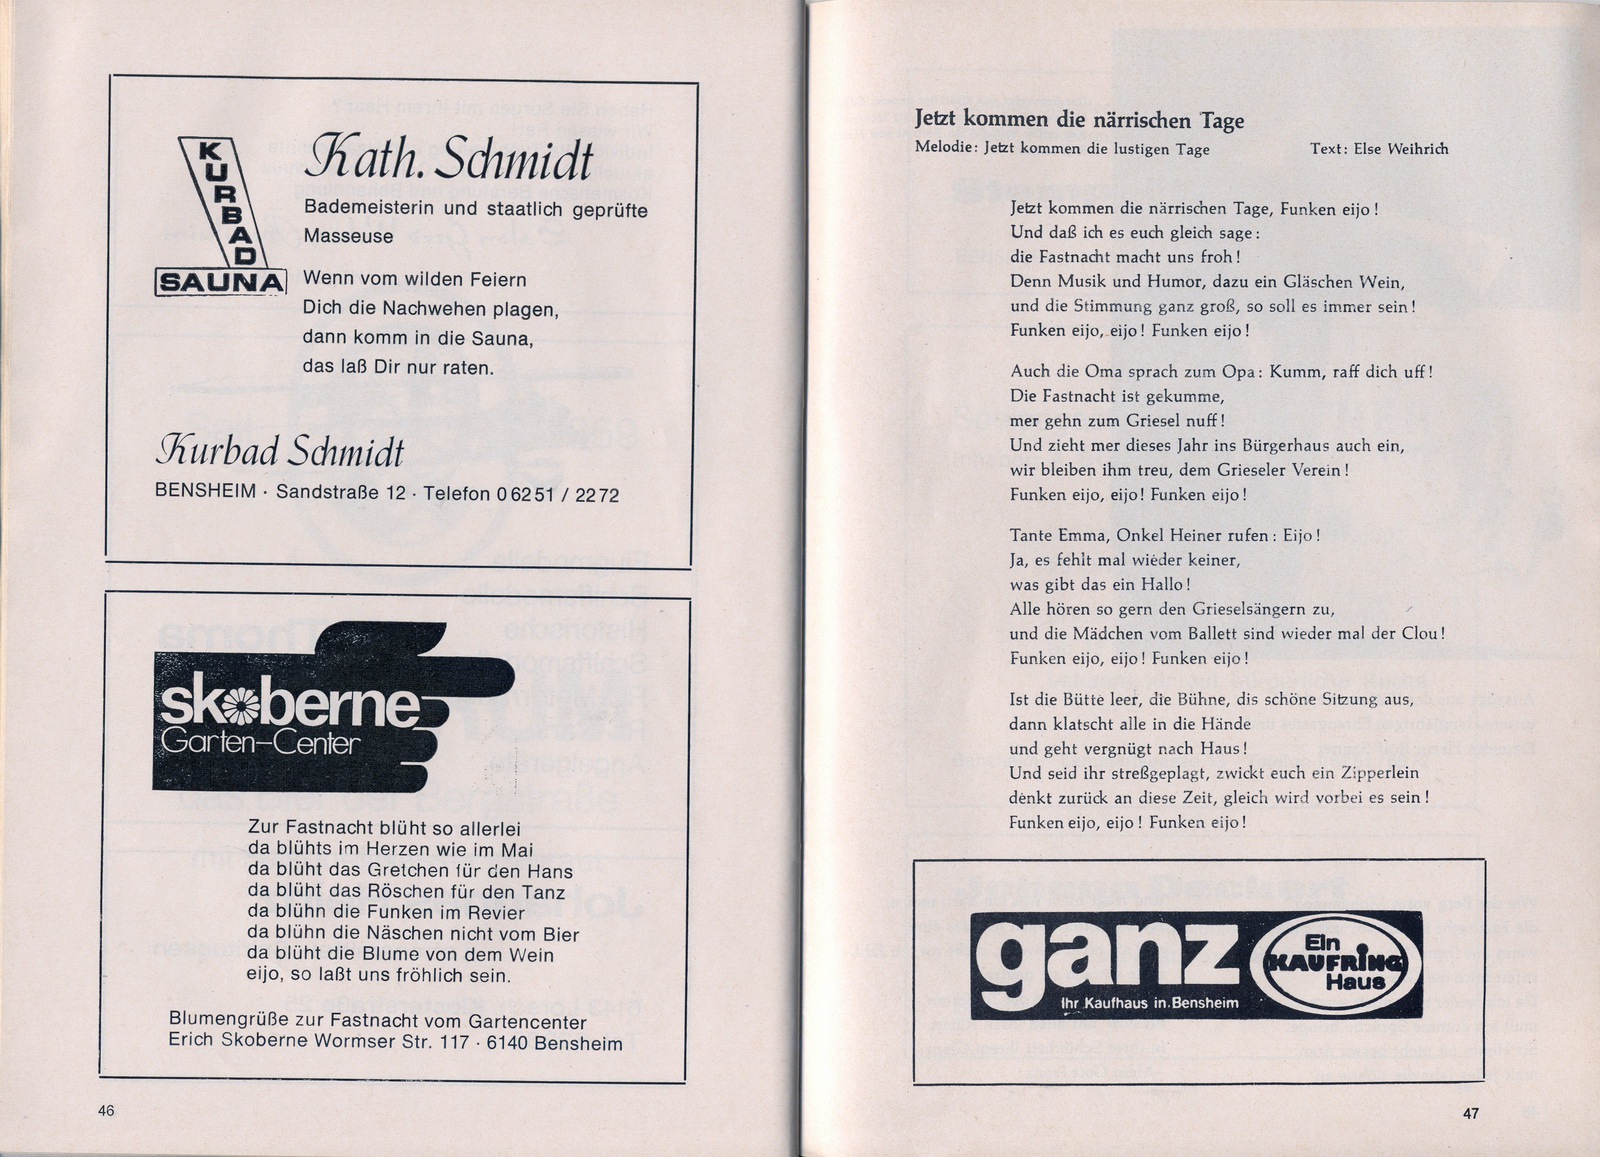 KURBAD
SAUNA
Kath. Schmidt
Bademeisterin und staatlich geprüfte
Masseuse
Wenn vom wilden Feiern
Dich die Nachwehen plagen,
dann komm in die Sauna,
das laß Dir nur raten.
Kurbad Schmidt
BENSHEIM · Sandstraße 12 · Telefon 0 62 51 / 22 72
skoberne
Garten-Center
Zur Fastnacht blüht so allerlei
da blühts im Herzen wie im Mai
da blüht das Gretchen für den Hans
da blüht das Röschen für den Tanz
da blühn die Funken im Revier
da blühn die Näschen nicht vom Bier
da blüht die Blume von dem Wein
eijo, so laßt uns fröhlich sein.
Blumengrüße zur Fastnacht vom Gartencenter
Erich Skoberne Wormser Str. 117 · 6140 Bensheim
46
Jetzt kommen die närrischen Tage
Melodie: Jetzt kommen die lustigen Tage Text: Else Weihrich
Jetzt kommen die närrischen Tage, Funken eijo!
Und daß ich es euch gleich sage:
die Fastnacht macht uns froh!
Denn Musik und Humor, dazu ein Gläschen Wein,
und die Stimmung ganz groß, so soll es immer sein!
Funken eijo, eijo! Funken eijo!
Auch die Oma sprach zum Opa: Kumm, raff dich uff!
Die Fastnacht ist gekumme,
mer gehn zum Griesel nuff!
Und zieht mer dieses Jahr ins Bürgerhaus auch ein,
wir bleiben ihm treu, dem Grieseler Verein!
Funken eijo, eijo! Funken eijo!
Tante Emma, Onkel Heiner rufen: Eijo!
Ja, es fehlt mal wieder keiner,
was gibt das ein Hallo!
Alle hören so gern den Grieselsängern zu,
und die Mädchen vom Ballett sind wieder mal der Clou!
Funken eijo, eijo! Funken eijo!
Ist die Bütte leer, die Bühne, dis schöne Sitzung aus,
dann klatscht alle in die Hände
und geht vergnügt nach Haus!
Und seid ihr streßgeplagt, zwickt euch ein Zipperlein
denkt zurück an diese Zeit, gleich wird vorbei es sein!
Funken eijo, eijo! Funken eijo!
ganz
Ihr Kaufhaus in Bensheim
Ein
KAUFRING
Haus
47